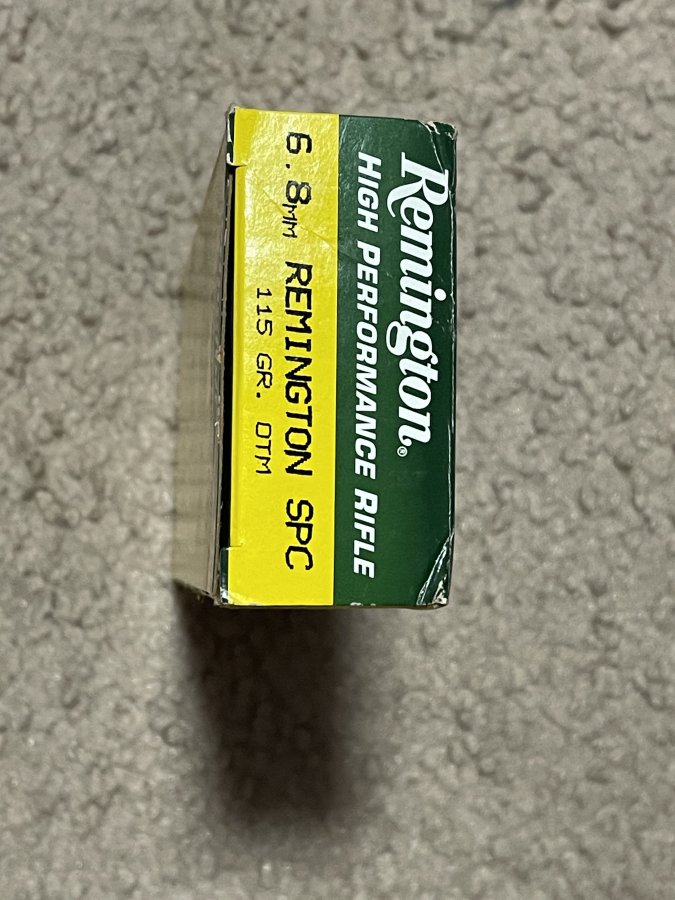 Remington®
HIGH PERFORMANCE RIFLE
6.8MM REMINGTON SPC
115 GR. OTM